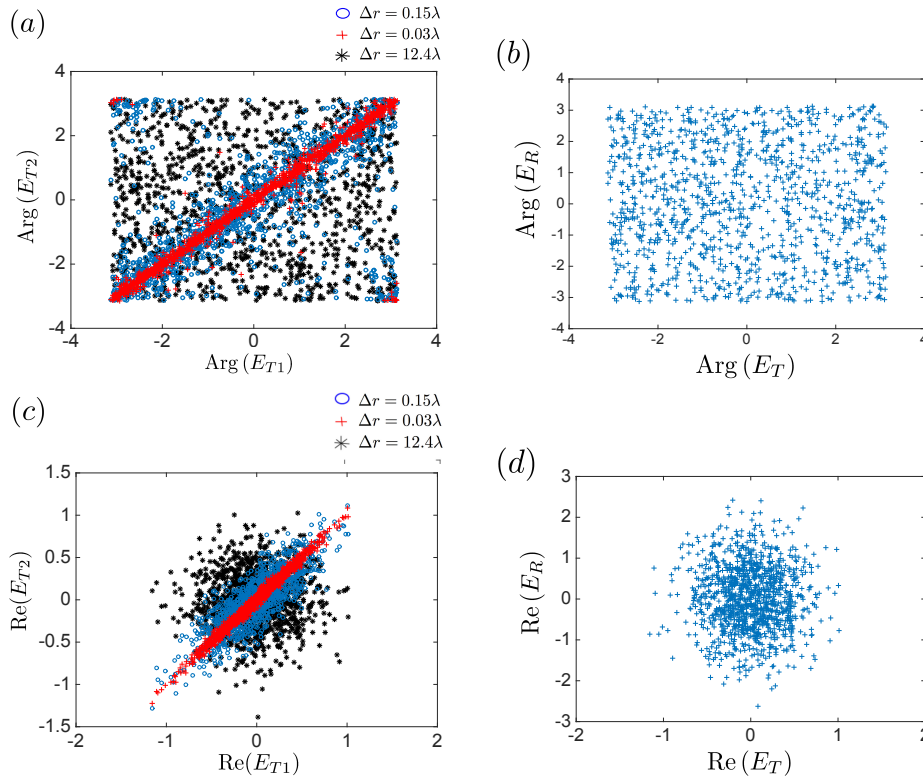 (a)
Δr = 0.15λ
Δr = 0.03λ
Δr = 12.4λ
4
2
0
-2
-4
-4
-2
0
2
4
Arg (E_{T2})
Arg (E_{T1})
(b)
4
3
2
1
0
-1
-2
-3
-4
-4
-2
0
2
4
Arg (E_R)
Arg (E_T)
(c)
Δr = 0.15λ
Δr = 0.03λ
Δr = 12.4λ
1.5
1
0.5
0
-0.5
-1
-1.5
-2
-1
0
1
2
Re(E_{T2})
Re(E_{T1})
(d)
3
2
1
0
-1
-2
-3
-2
-1
0
1
2
Re (E_R)
Re (E_T)